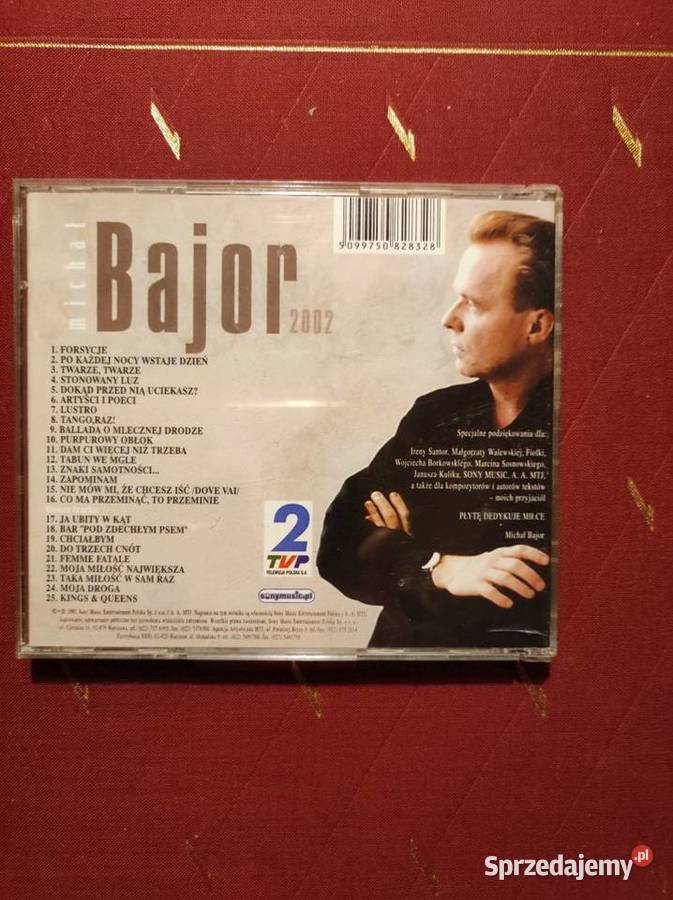 michał
Bajor 2002
5099750828328
1. FORSYCJE
2. PO KAŻDEJ NOCY WSTAJE DZIEŃ
3. TWARZE, TWARZE
4. STONOWANY LUZ
5. DOKĄD PRZED NIĄ UCIEKASZ?
6. ARTYŚCI I POECI
7. LUSTRO
8. TANGO,RAZ!
9. BALLADA O MLECZNEJ DRODZE
10. PURPUROWY OBŁOK
11. DAM CI WIĘCEJ NIŻ TRZEBA
12. TABUN WE MGLE
13. ZNAKI SAMOTNOŚCI...
14. ZAPOMINAM
15. NIE MÓW MI, ŻE CHCESZ IŚĆ /DOVE VAI/
16. CO MA PRZEMINĄĆ, TO PRZEMINIE
17. JA UBITY W KĄT
18. BAR "POD ZDECHŁYM PSEM"
19. CHCIAŁBYM
20. DO TRZECH CNÓT
21. FEMME FATALE
22. MOJA MIŁOŚĆ NAJWIĘKSZA
23. TAKA MIŁOŚĆ W SAM RAZ
24. MOJA DROGA
25. KINGS & QUEENS
Specjalne podziękowania dla:
Ireny Santor, Małgorzaty Walewskiej, Fiołki,
Wojciecha Borkowskiego, Marcina Sosnowskiego,
Janusza Kulika, SONY MUSIC, A. A. MTJ,
a także dla kompozytorów i autorów tekstów
- moich przyjaciół
PŁYTĘ DEDYKUJĘ MILCE
Michał Bajor
2
TVP
TELEWIZJA POLSKA S.A.
sonymusic.pl
Sprzedajemy.pl